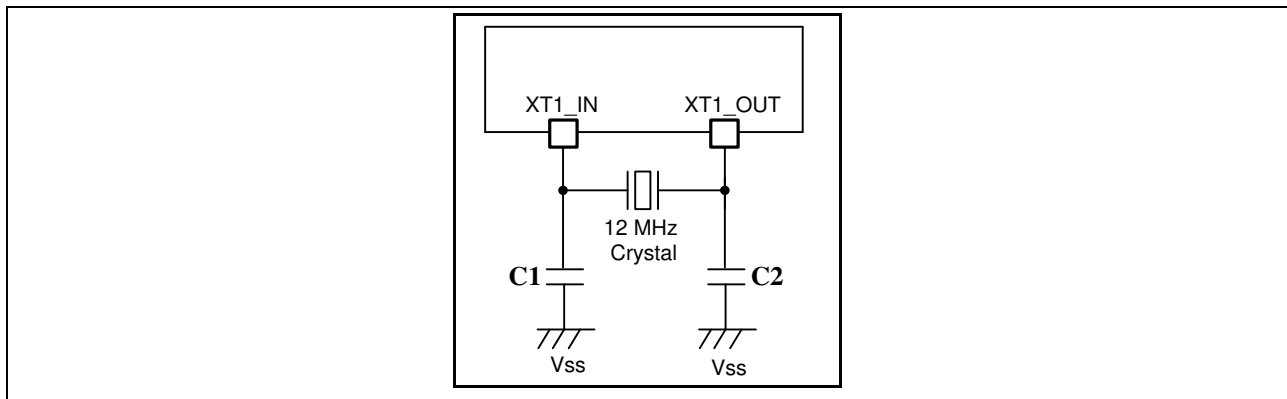 XT1_IN XT1_OUT
12 MHz
Crystal
C1 C2
Vss Vss